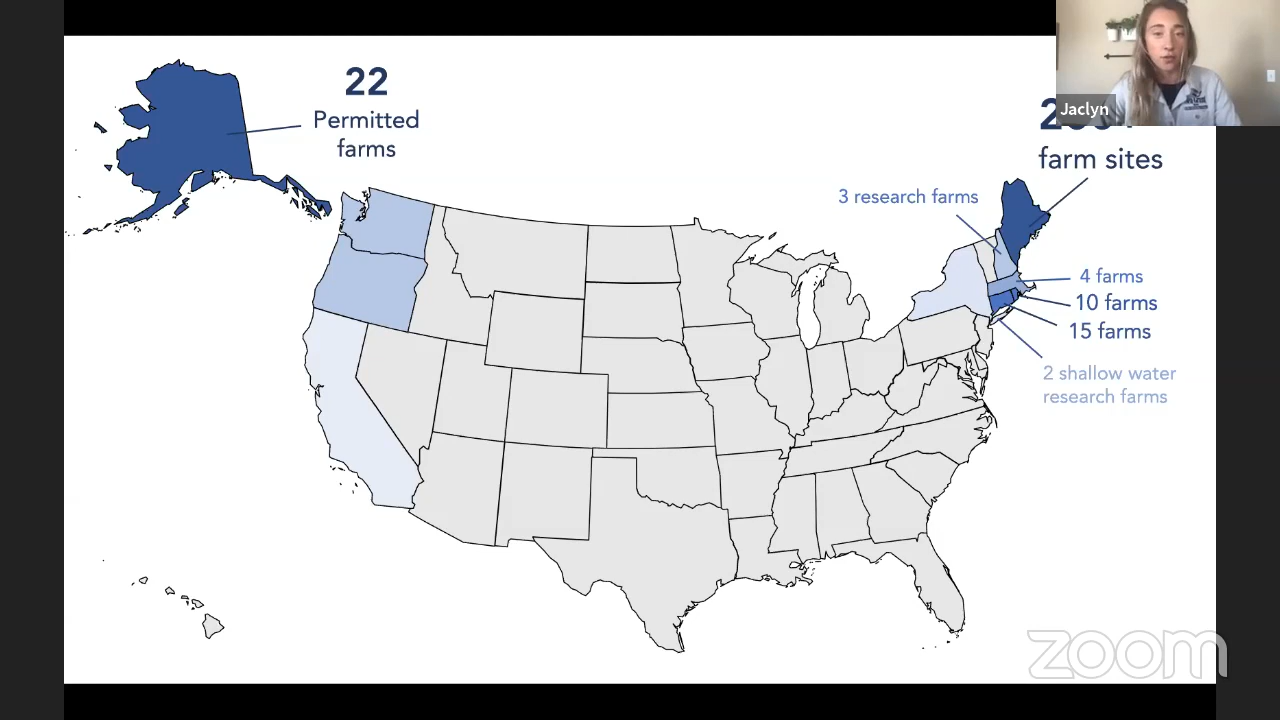 22
Permitted
farms
Jaclyn
farm sites
3 research farms
4 farms
10 farms
15 farms
2 shallow water
research farms
zoom